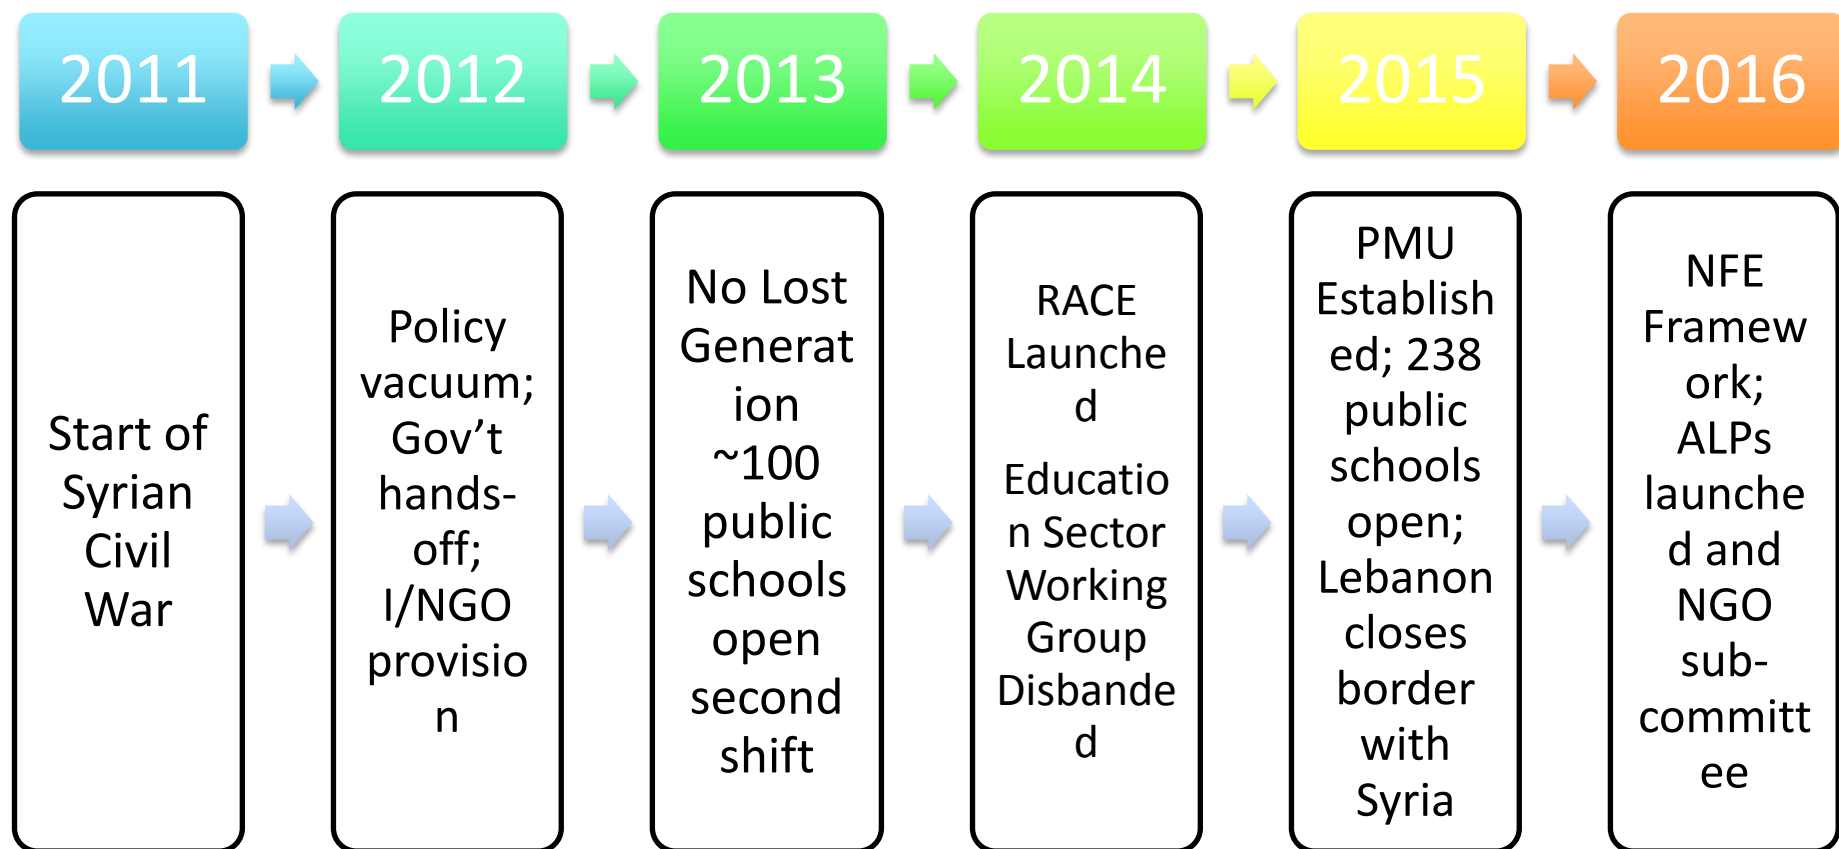 2011
2012
2013
2014
2015
2016
Start of
Syrian
Civil
War
Policy
vacuum;
Gov’t
hands-
off;
I/NGO
provisio
n
No Lost
Generat
ion
~100
public
schools
open
second
shift
RACE
Launche
d
Educatio
n Sector
Working
Group
Disbande
d
PMU
Establish
ed; 238
public
schools
open;
Lebanon
closes
border
with
Syria
NFE
Framew
ork;
ALPs
launche
d and
NGO
sub-
committ
ee